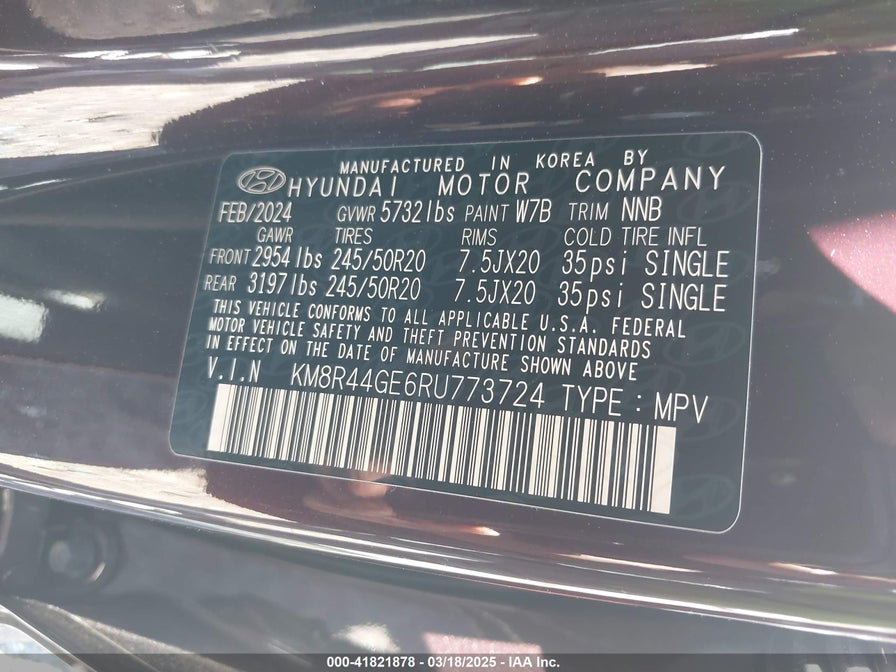 MANUFACTURED IN KOREA BY
HYUNDAI MOTOR COMPANY
FEB/2024 GVWR 5732lbs PAINT W7B TRIM NNB
GAWR TIRES RIMS COLD TIRE INFL
FRONT 2954lbs 245/50R20 7.5JX20 35psi SINGLE
REAR 3197lbs 245/50R20 7.5JX20 35psi SINGLE
THIS VEHICLE CONFORMS TO ALL APPLICABLE U.S.A. FEDERAL
MOTOR VEHICLE SAFETY AND THEFT PREVENTION STANDARDS
IN EFFECT ON THE DATE OF MANUFACTURE SHOWN ABOVE
V.I.N KM8R44GE6RU773724 TYPE : MPV
000-41821878 - 03/18/2025 - IAA Inc.